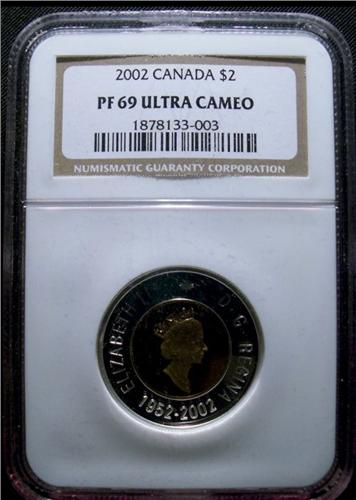 2002 CANADA $2
PF 69 ULTRA CAMEO
1878133-003
NUMISMATIC GUARANTY CORPORATION
ELIZABETH II D·G·REGINA
1952-2002